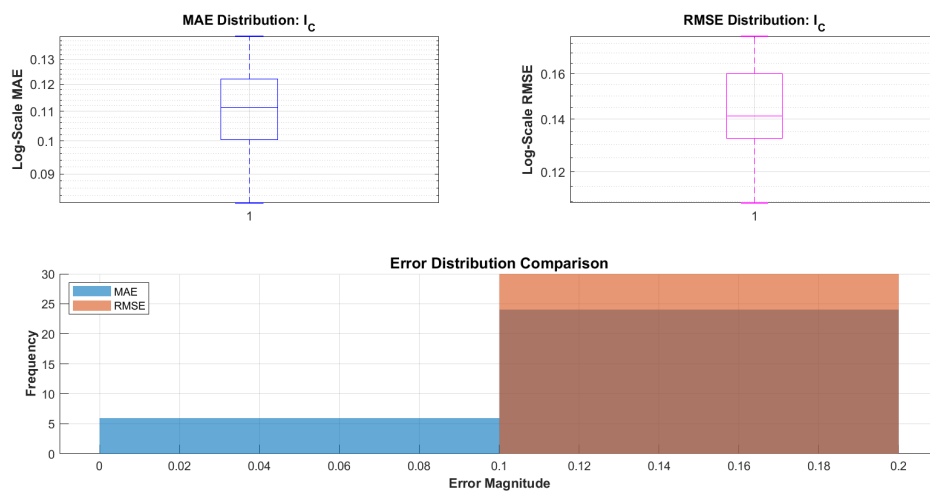 MAE Distribution: I_C
Log-Scale MAE
0.13
0.12
0.11
0.1
0.09
1
RMSE Distribution: I_C
Log-Scale RMSE
0.16
0.14
0.12
1
Error Distribution Comparison
Frequency
30
25
20
15
10
5
0
MAE
RMSE
0 0.02 0.04 0.06 0.08 0.1 0.12 0.14 0.16 0.18 0.2
Error Magnitude